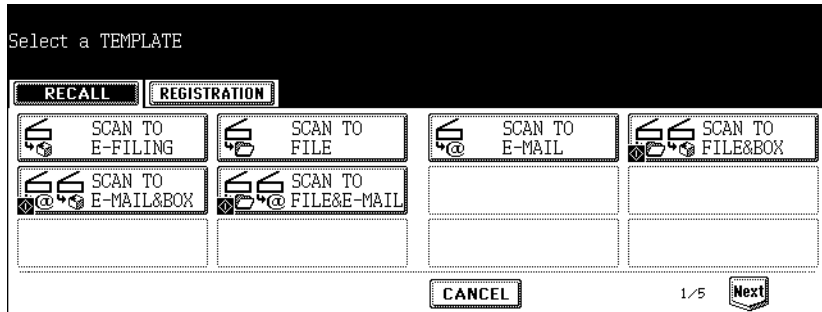 Select a TEMPLATE
RECALL REGISTRATION
SCAN TO E-FILING
SCAN TO FILE
SCAN TO @ E-MAIL
SCAN TO FILE&BOX
SCAN TO @ E-MAIL&BOX
SCAN TO @ FILE&E-MAIL
CANCEL 1/5 Next